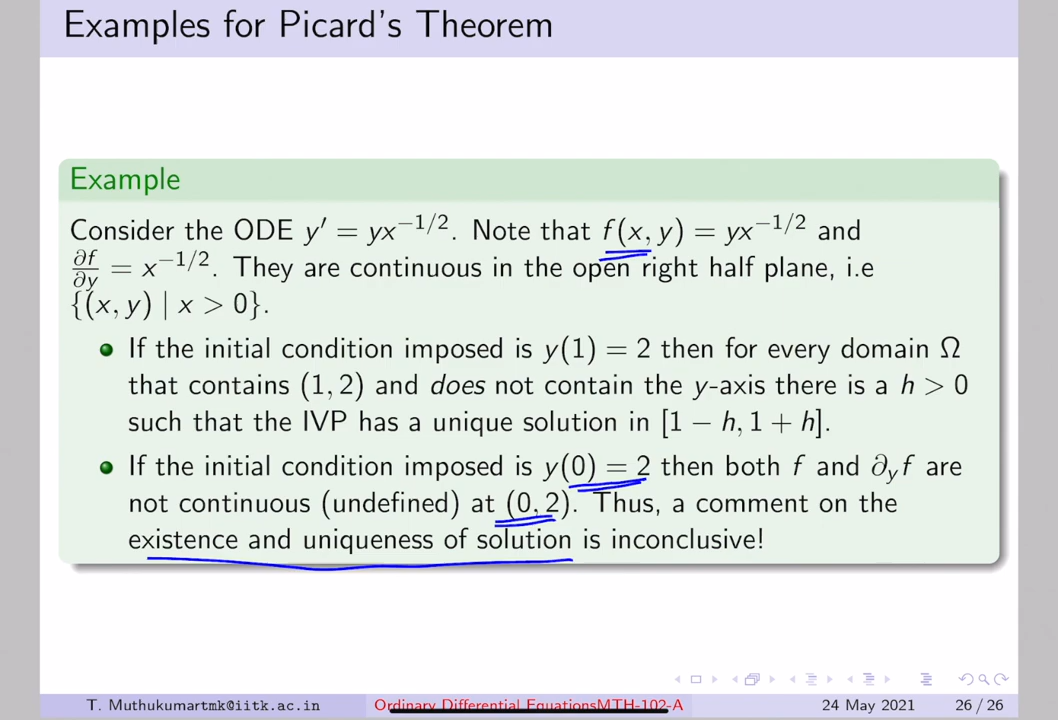 Examples for Picard's Theorem
Example
Consider the ODE y′ = yx^{−1/2}. Note that f(x, y) = yx^{−1/2} and
∂f/∂y = x^{−1/2}. They are continuous in the open right half plane, i.e
{(x, y) | x > 0}.
If the initial condition imposed is y(1) = 2 then for every domain Ω
that contains (1, 2) and does not contain the y-axis there is a h > 0
such that the IVP has a unique solution in [1 − h, 1 + h].
If the initial condition imposed is y(0) = 2 then both f and ∂_y f are
not continuous (undefined) at (0, 2). Thus, a comment on the
existence and uniqueness of solution is inconclusive!
T. Muthukumartmk@iitk.ac.in Ordinary Differential EquationsMTH-102-A 24 May 2021 26 / 26